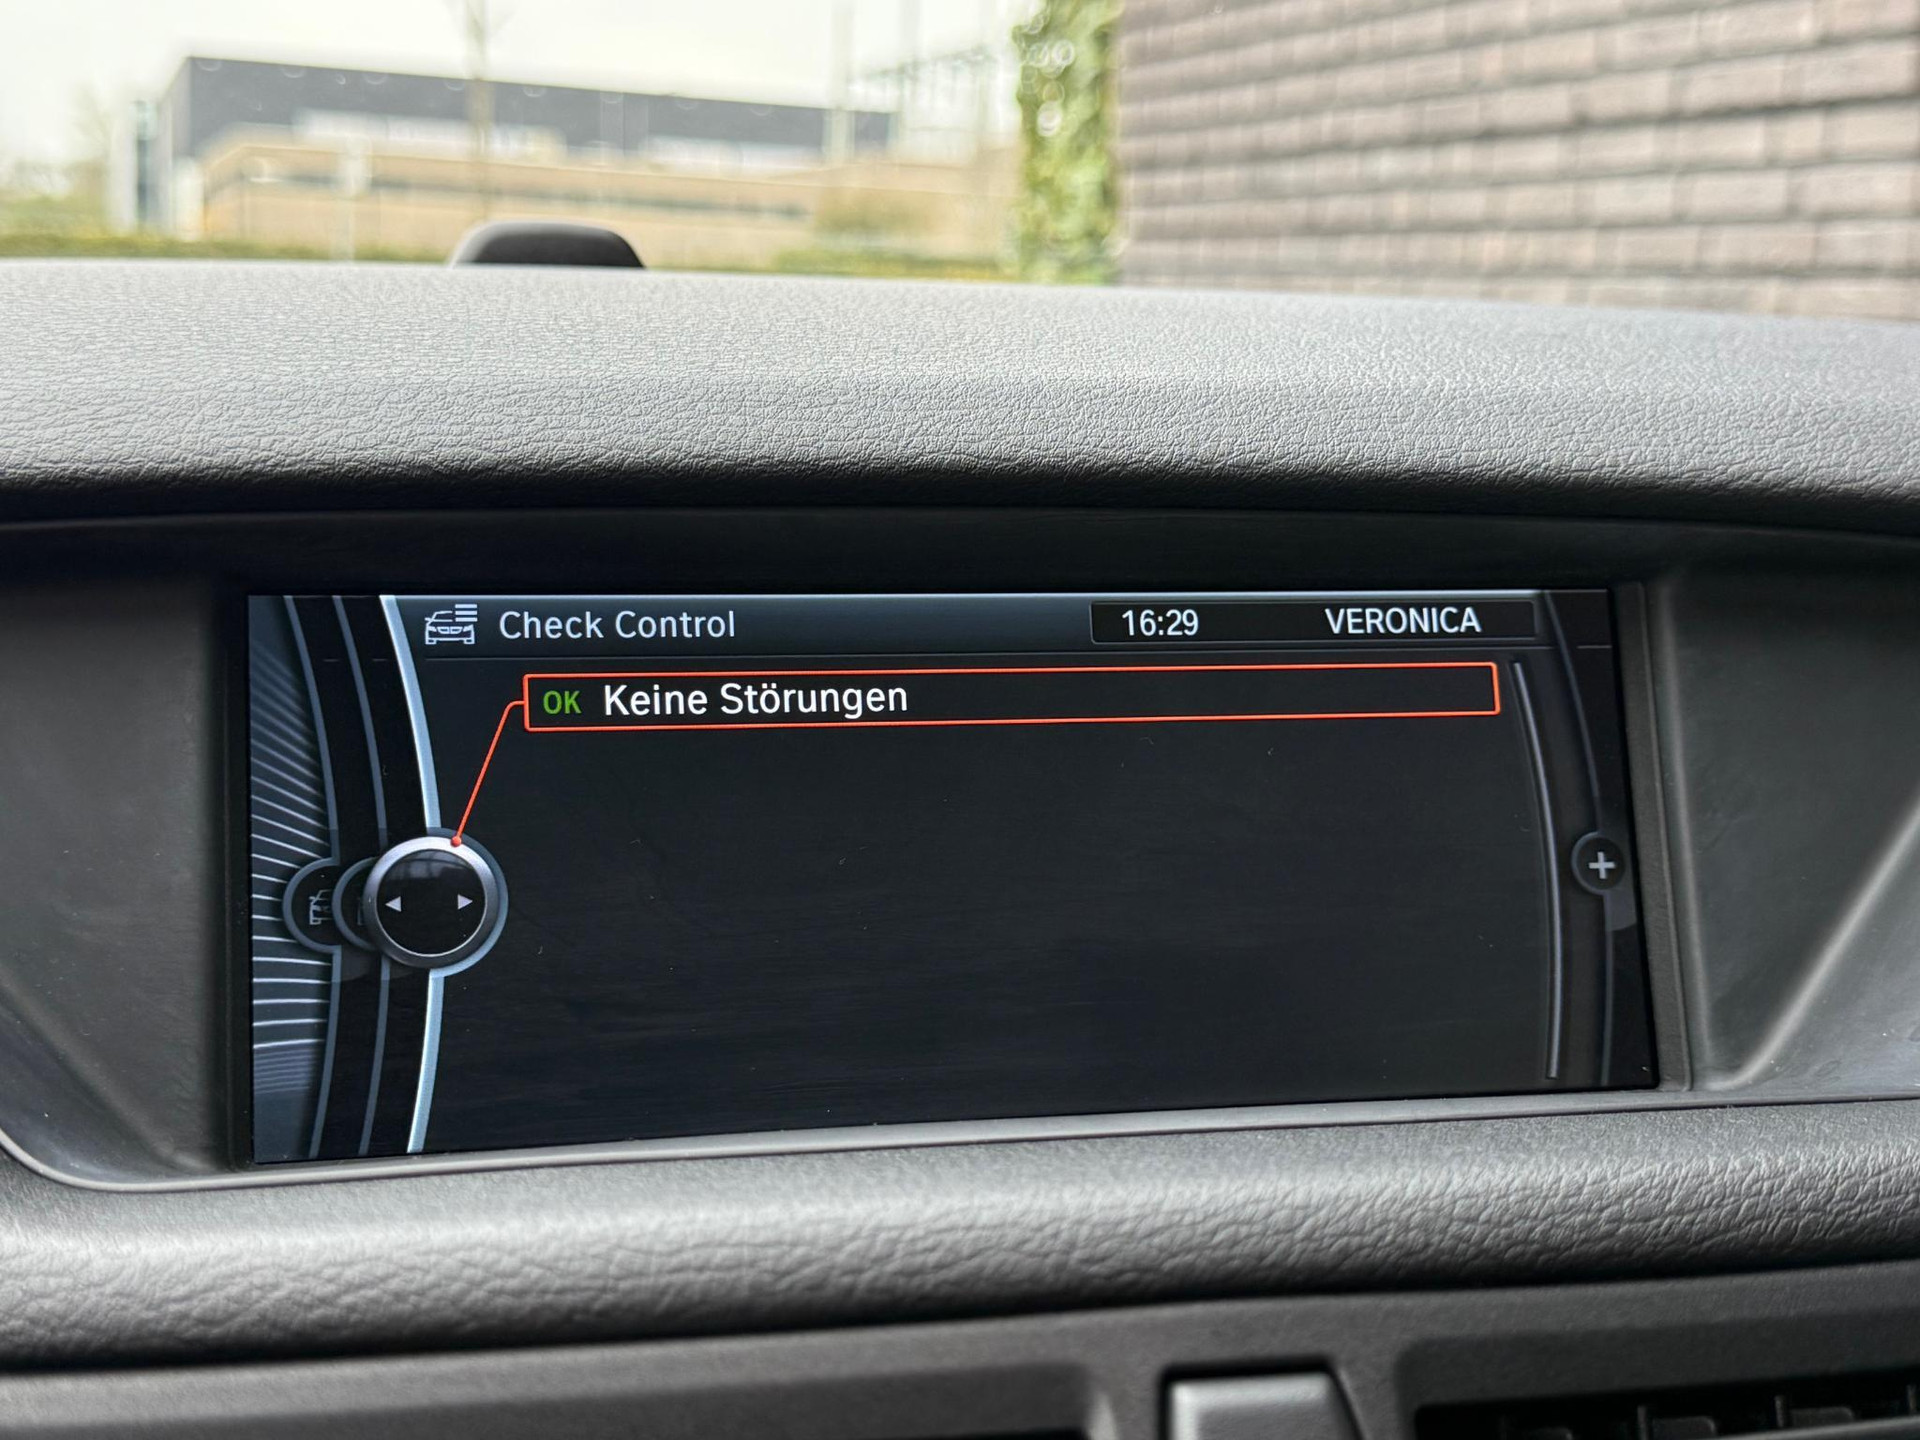 Check Control 16:29 VERONICA
OK Keine Störungen